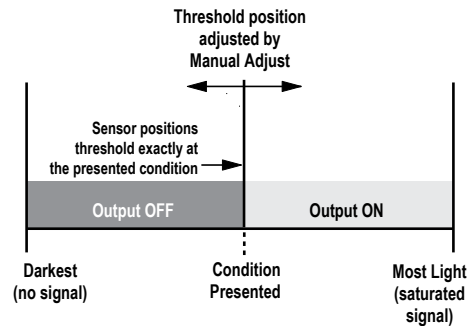 Threshold position
adjusted by
Manual Adjust
Sensor positions
threshold exactly at
the presented condition
Output OFF
Output ON
Darkest
(no signal)
Condition
Presented
Most Light
(saturated
signal)